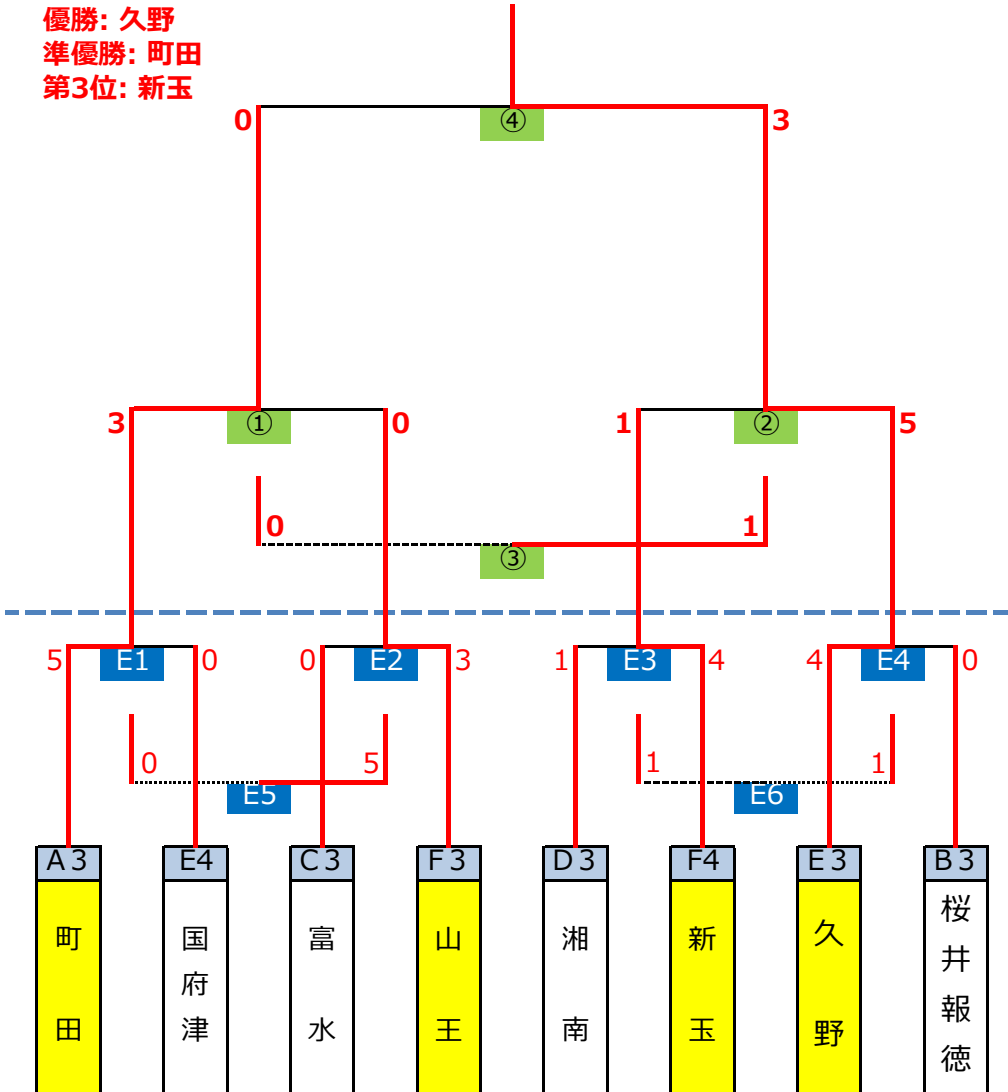 優勝: 久野
準優勝: 町田
第3位: 新玉
0 ④ 3
3 ① 0 1 ② 5
0 ③ 1
5 E1 0 0 E2 3 1 E3 4 4 E4 0
0 E5 5 1 E6 1
A3 E4 C3 F3 D3 F4 E3 B3
町田
国府津
富水
山王
湘南
新玉
久野
桜井報徳